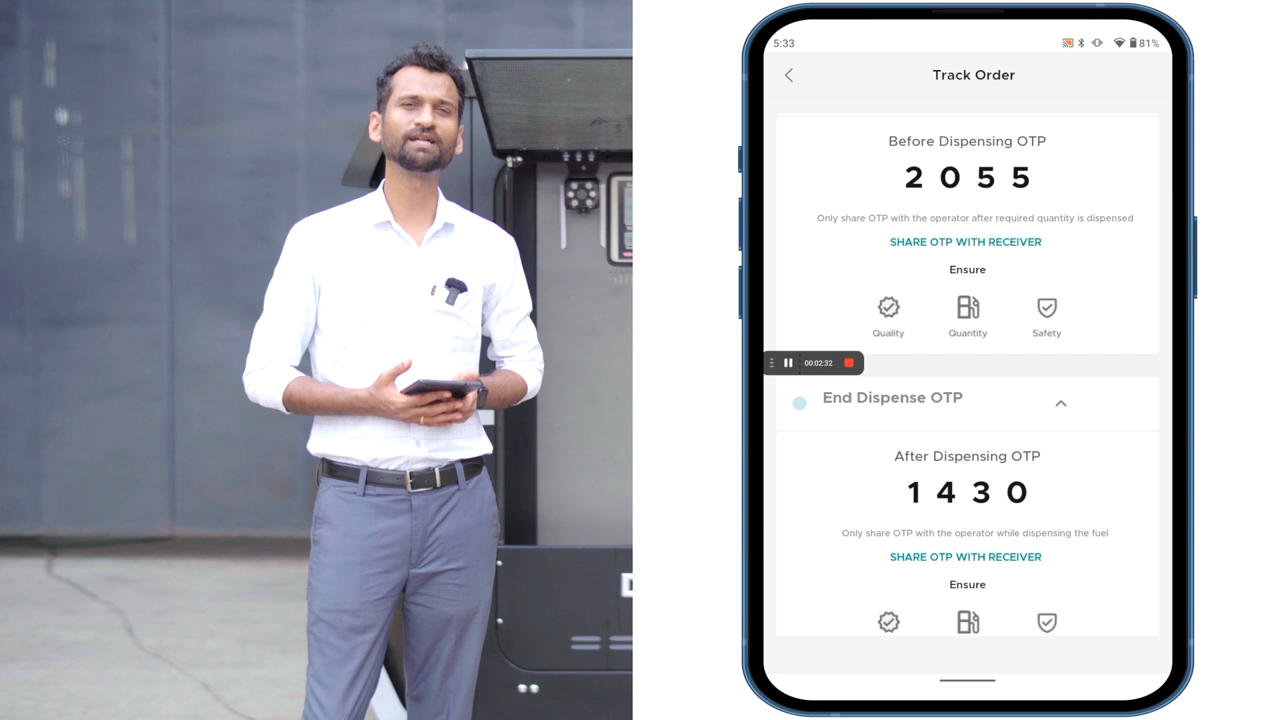 5:33
81%
Track Order
Before Dispensing OTP
2 0 5 5
Only share OTP with the operator after required quantity is dispensed
SHARE OTP WITH RECEIVER
Ensure
Quality Quantity Safety
00:02:32
End Dispense OTP
After Dispensing OTP
1 4 3 0
Only share OTP with the operator while dispensing the fuel
SHARE OTP WITH RECEIVER
Ensure